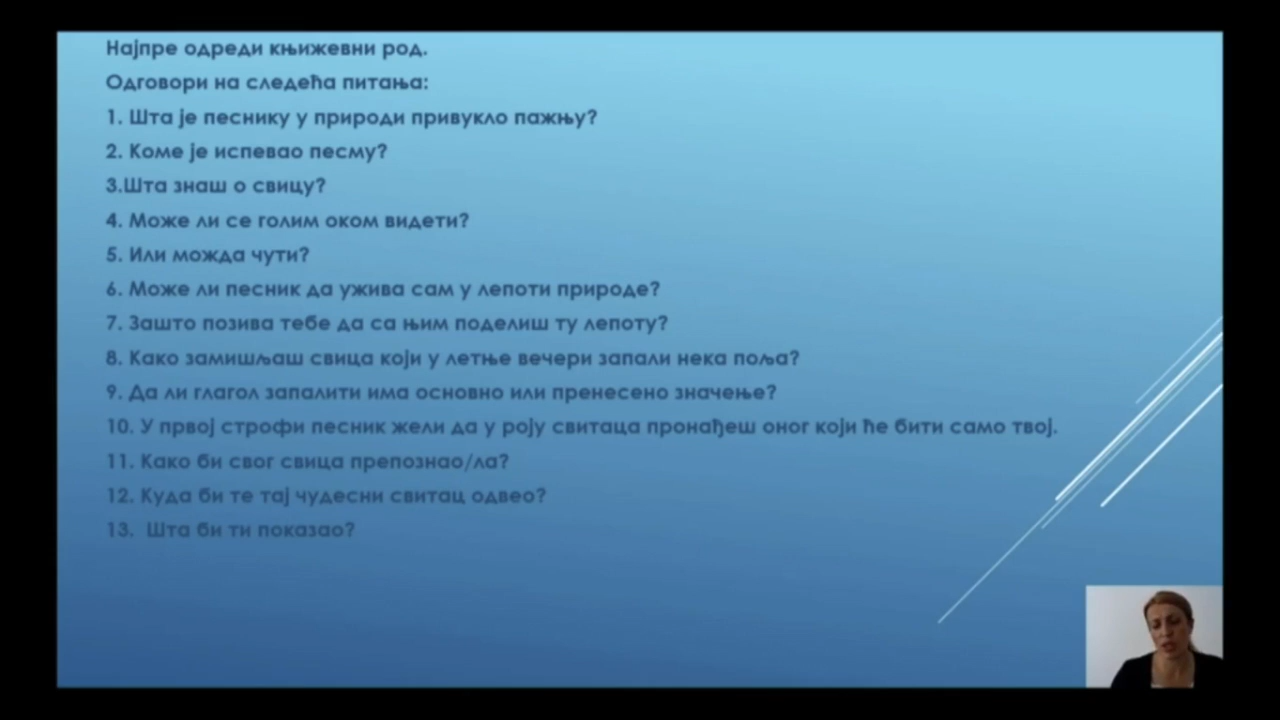 Најпре одреди књижевни род.
Одговори на следећа питања:
1. Шта је песнику у природи привукло пажњу?
2. Коме је испевао песму?
3.Шта знаш о свицу?
4. Може ли се голим оком видети?
5. Или можда чути?
6. Може ли песник да ужива сам у лепоти природе?
7. Зашто позива тебе да са њим поделиш ту лепоту?
8. Како замишљаш свица који у летње вечери запали нека поља?
9. Да ли глагол запалити има основно или пренесено значење?
10. У првој строфи песник жели да у роју свитаца пронађеш оног који ће бити само твој.
11. Како би свог свица препознао/ла?
12. Куда би те тај чудесни свитац одвео?
13. Шта би ти показао?